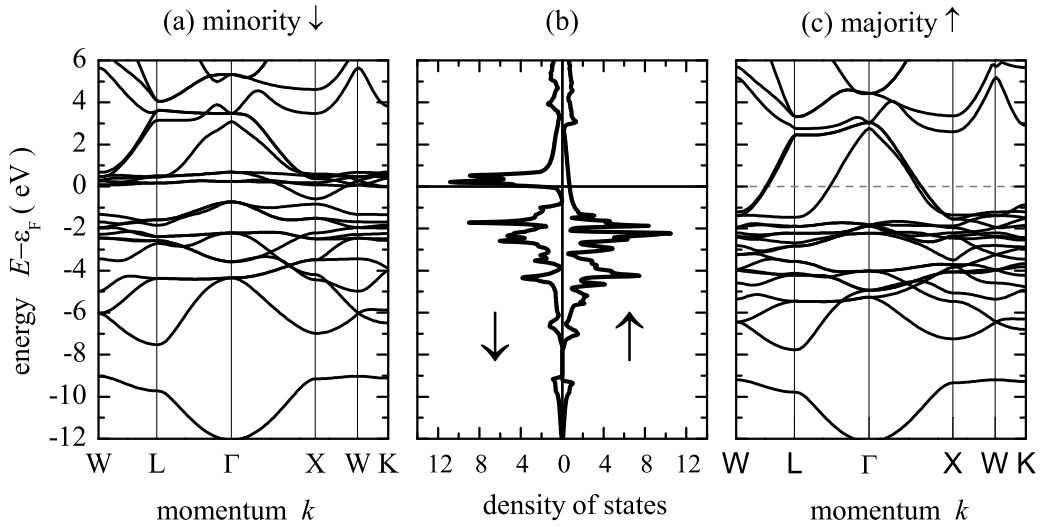 (a) minority ↓
(b)
(c) majority ↑
energy E−εF ( eV )
6
4
2
0
-2
-4
-6
-8
-10
-12
W L Γ X W K
12 8 4 0 4 8 12
W L Γ X W K
momentum k
density of states
momentum k